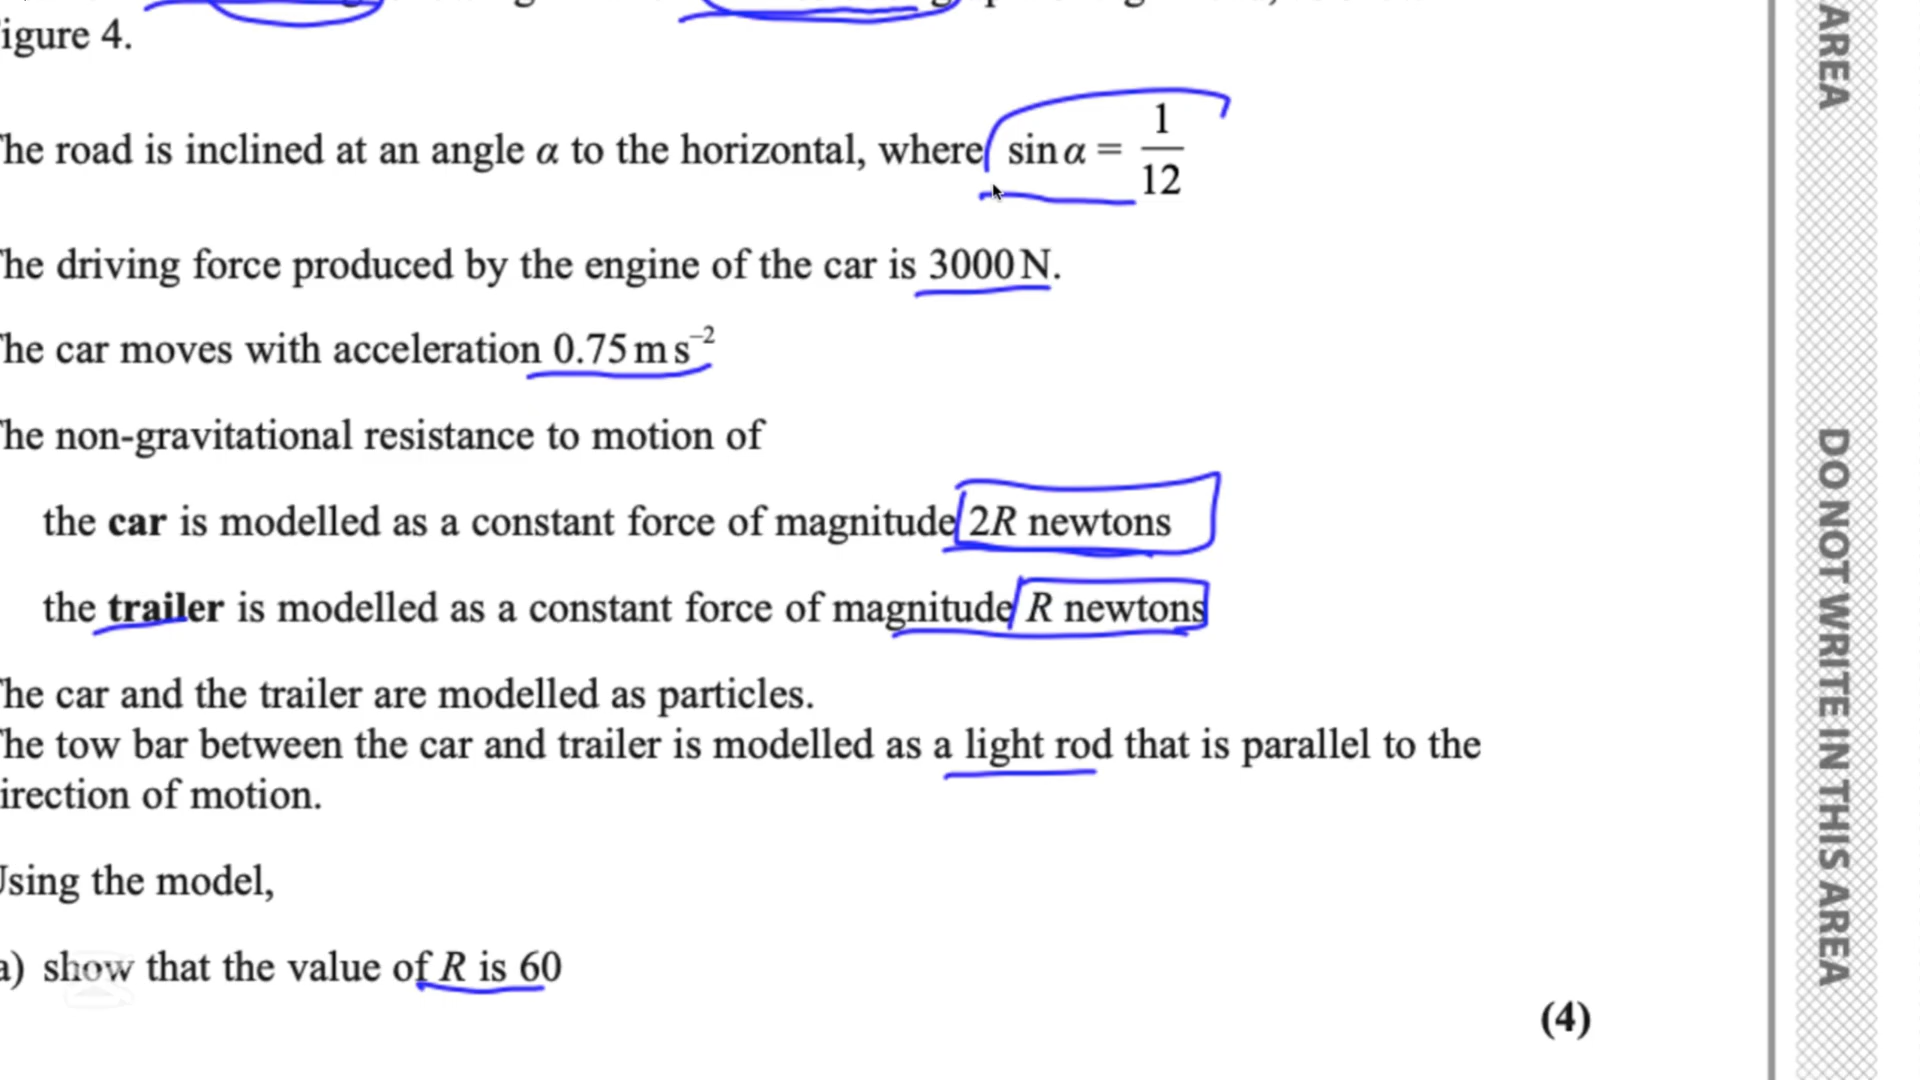 igure 4.
he road is inclined at an angle α to the horizontal, where sin α = 1/12
he driving force produced by the engine of the car is 3000 N.
he car moves with acceleration 0.75 m s⁻²
he non-gravitational resistance to motion of
the car is modelled as a constant force of magnitude 2R newtons
the trailer is modelled as a constant force of magnitude R newtons
he car and the trailer are modelled as particles.
he tow bar between the car and trailer is modelled as a light rod that is parallel to the
irection of motion.
Using the model,
a) show that the value of R is 60
(4)
AREA
DO NOT WRITE IN THIS AREA